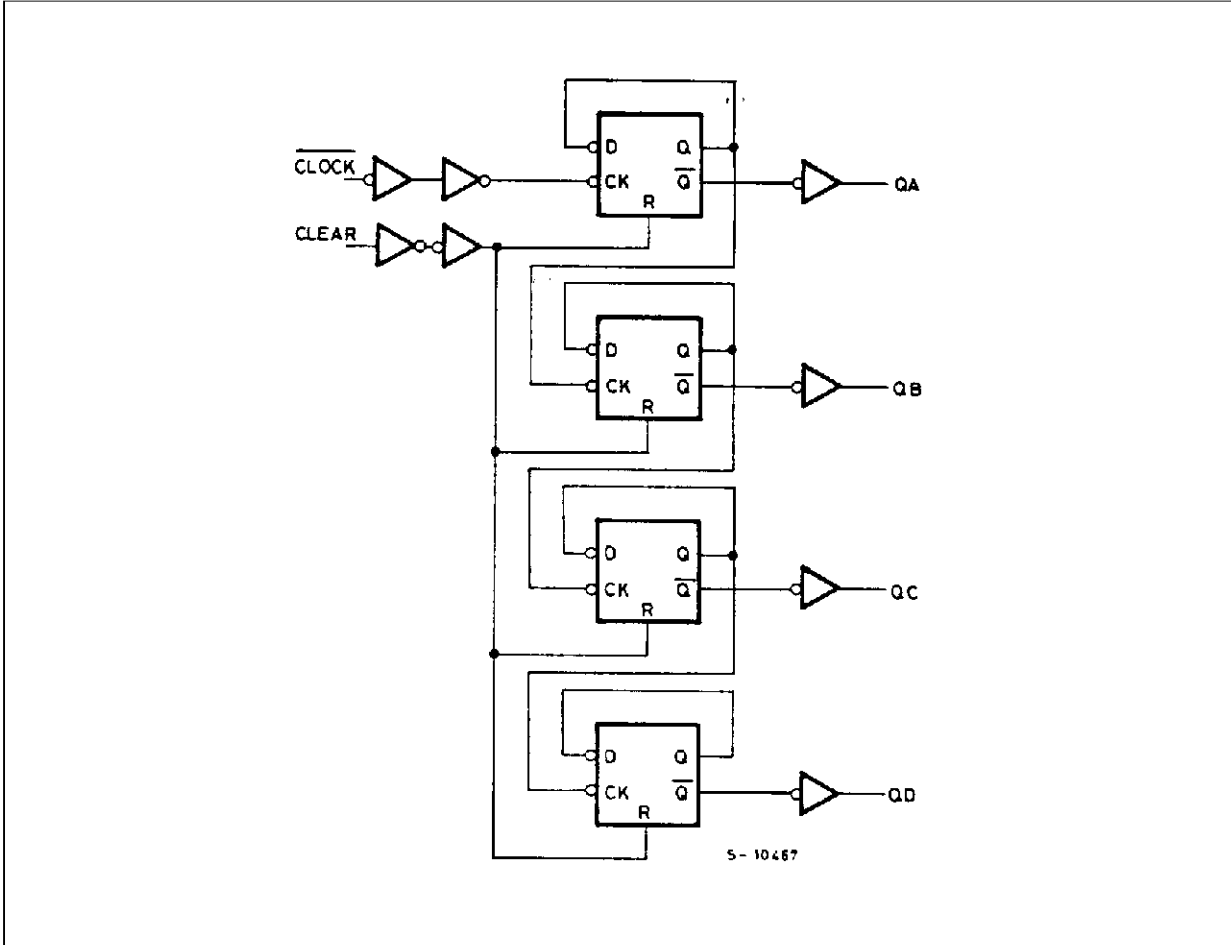 D Q
CLOCK
CK Q QA
R
CLEAR
D Q
CK Q QB
R
D Q
CK Q QC
R
D Q
CK Q QD
R
S-10467